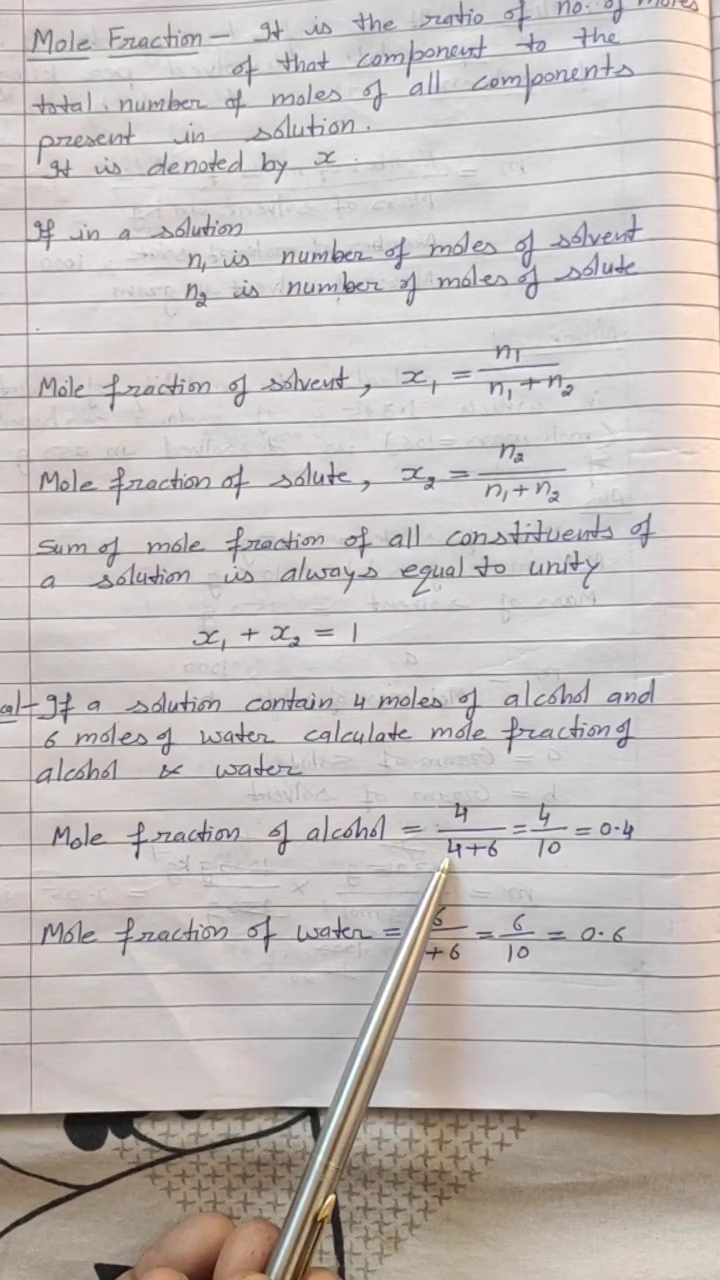 Mole Fraction - It is the ratio of no. of moles
of that component to the
total number of moles of all components
present in solution.
It is denoted by x.
If in a solution
n₁ is number of moles of solvent
n₂ is number of moles of solute
Mole fraction of solvent, x₁ = n₁ / n₁ + n₂
Mole fraction of solute, x₂ = n₂ / n₁ + n₂
Sum of mole fraction of all constituents of
a solution is always equal to unity
x₁ + x₂ = 1
al - If a solution contain 4 moles of alcohol and
6 moles of water calculate mole fraction of
alcohol & water
Mole fraction of alcohol = 4 / 4+6 = 4 / 10 = 0.4
Mole fraction of water = 6 / +6 = 6 / 10 = 0.6